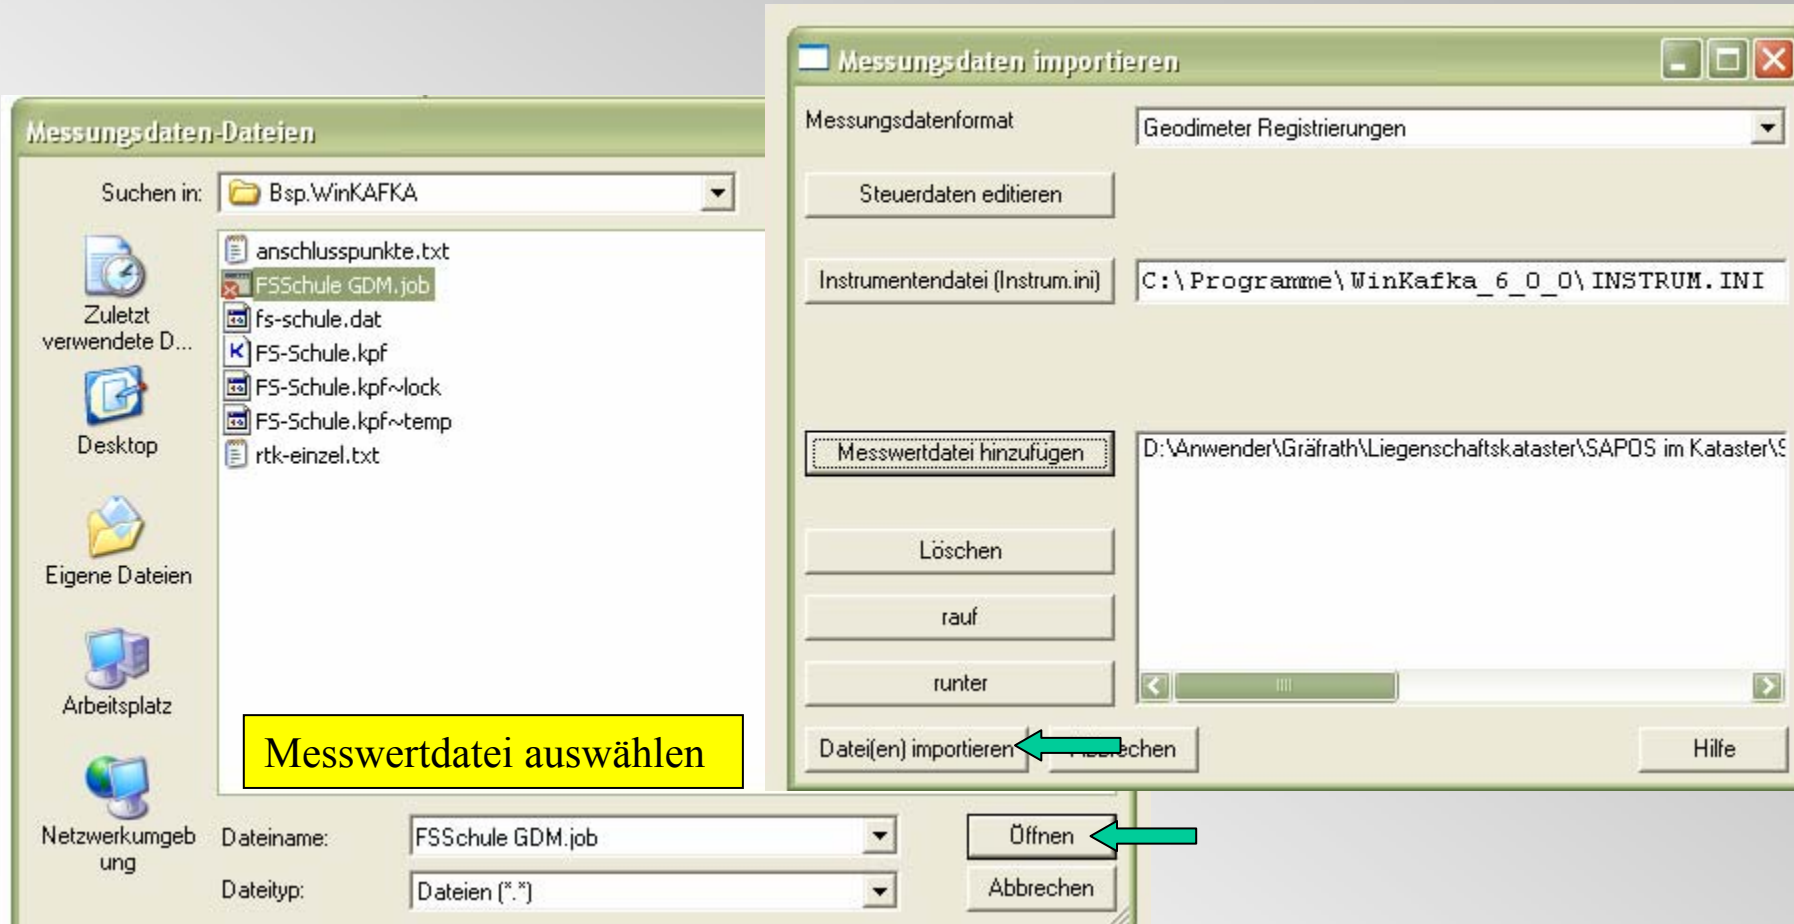 Messungsdaten-Dateien
Suchen in:
Bsp.WinKAFKA
anschlusspunkte.txt
FSSchule GDM.job
fs-schule.dat
FS-Schule.kpf
FS-Schule.kpf~lock
FS-Schule.kpf~temp
rtk-einzel.txt
Zuletzt
verwendete D...
Desktop
Eigene Dateien
Arbeitsplatz
Netzwerkumgeb
ung
Messwertdatei auswählen
Dateiname:
FSSchule GDM.job
Öffnen
Dateityp:
Dateien (*.*)
Abbrechen
Messungsdaten importieren
Messungsdatenformat
Geodimeter Registrierungen
Steuerdaten editieren
Instrumentendatei (Instrum.ini)
C:\Programme\WinKafka_6_0_0\INSTRUM.INI
Messwertdatei hinzufügen
D:\Anwender\Gräfrath\Liegenschaftskataster\SAPOS im Kataster\S
Löschen
rauf
runter
Datei(en) importieren
Abbrechen
Hilfe